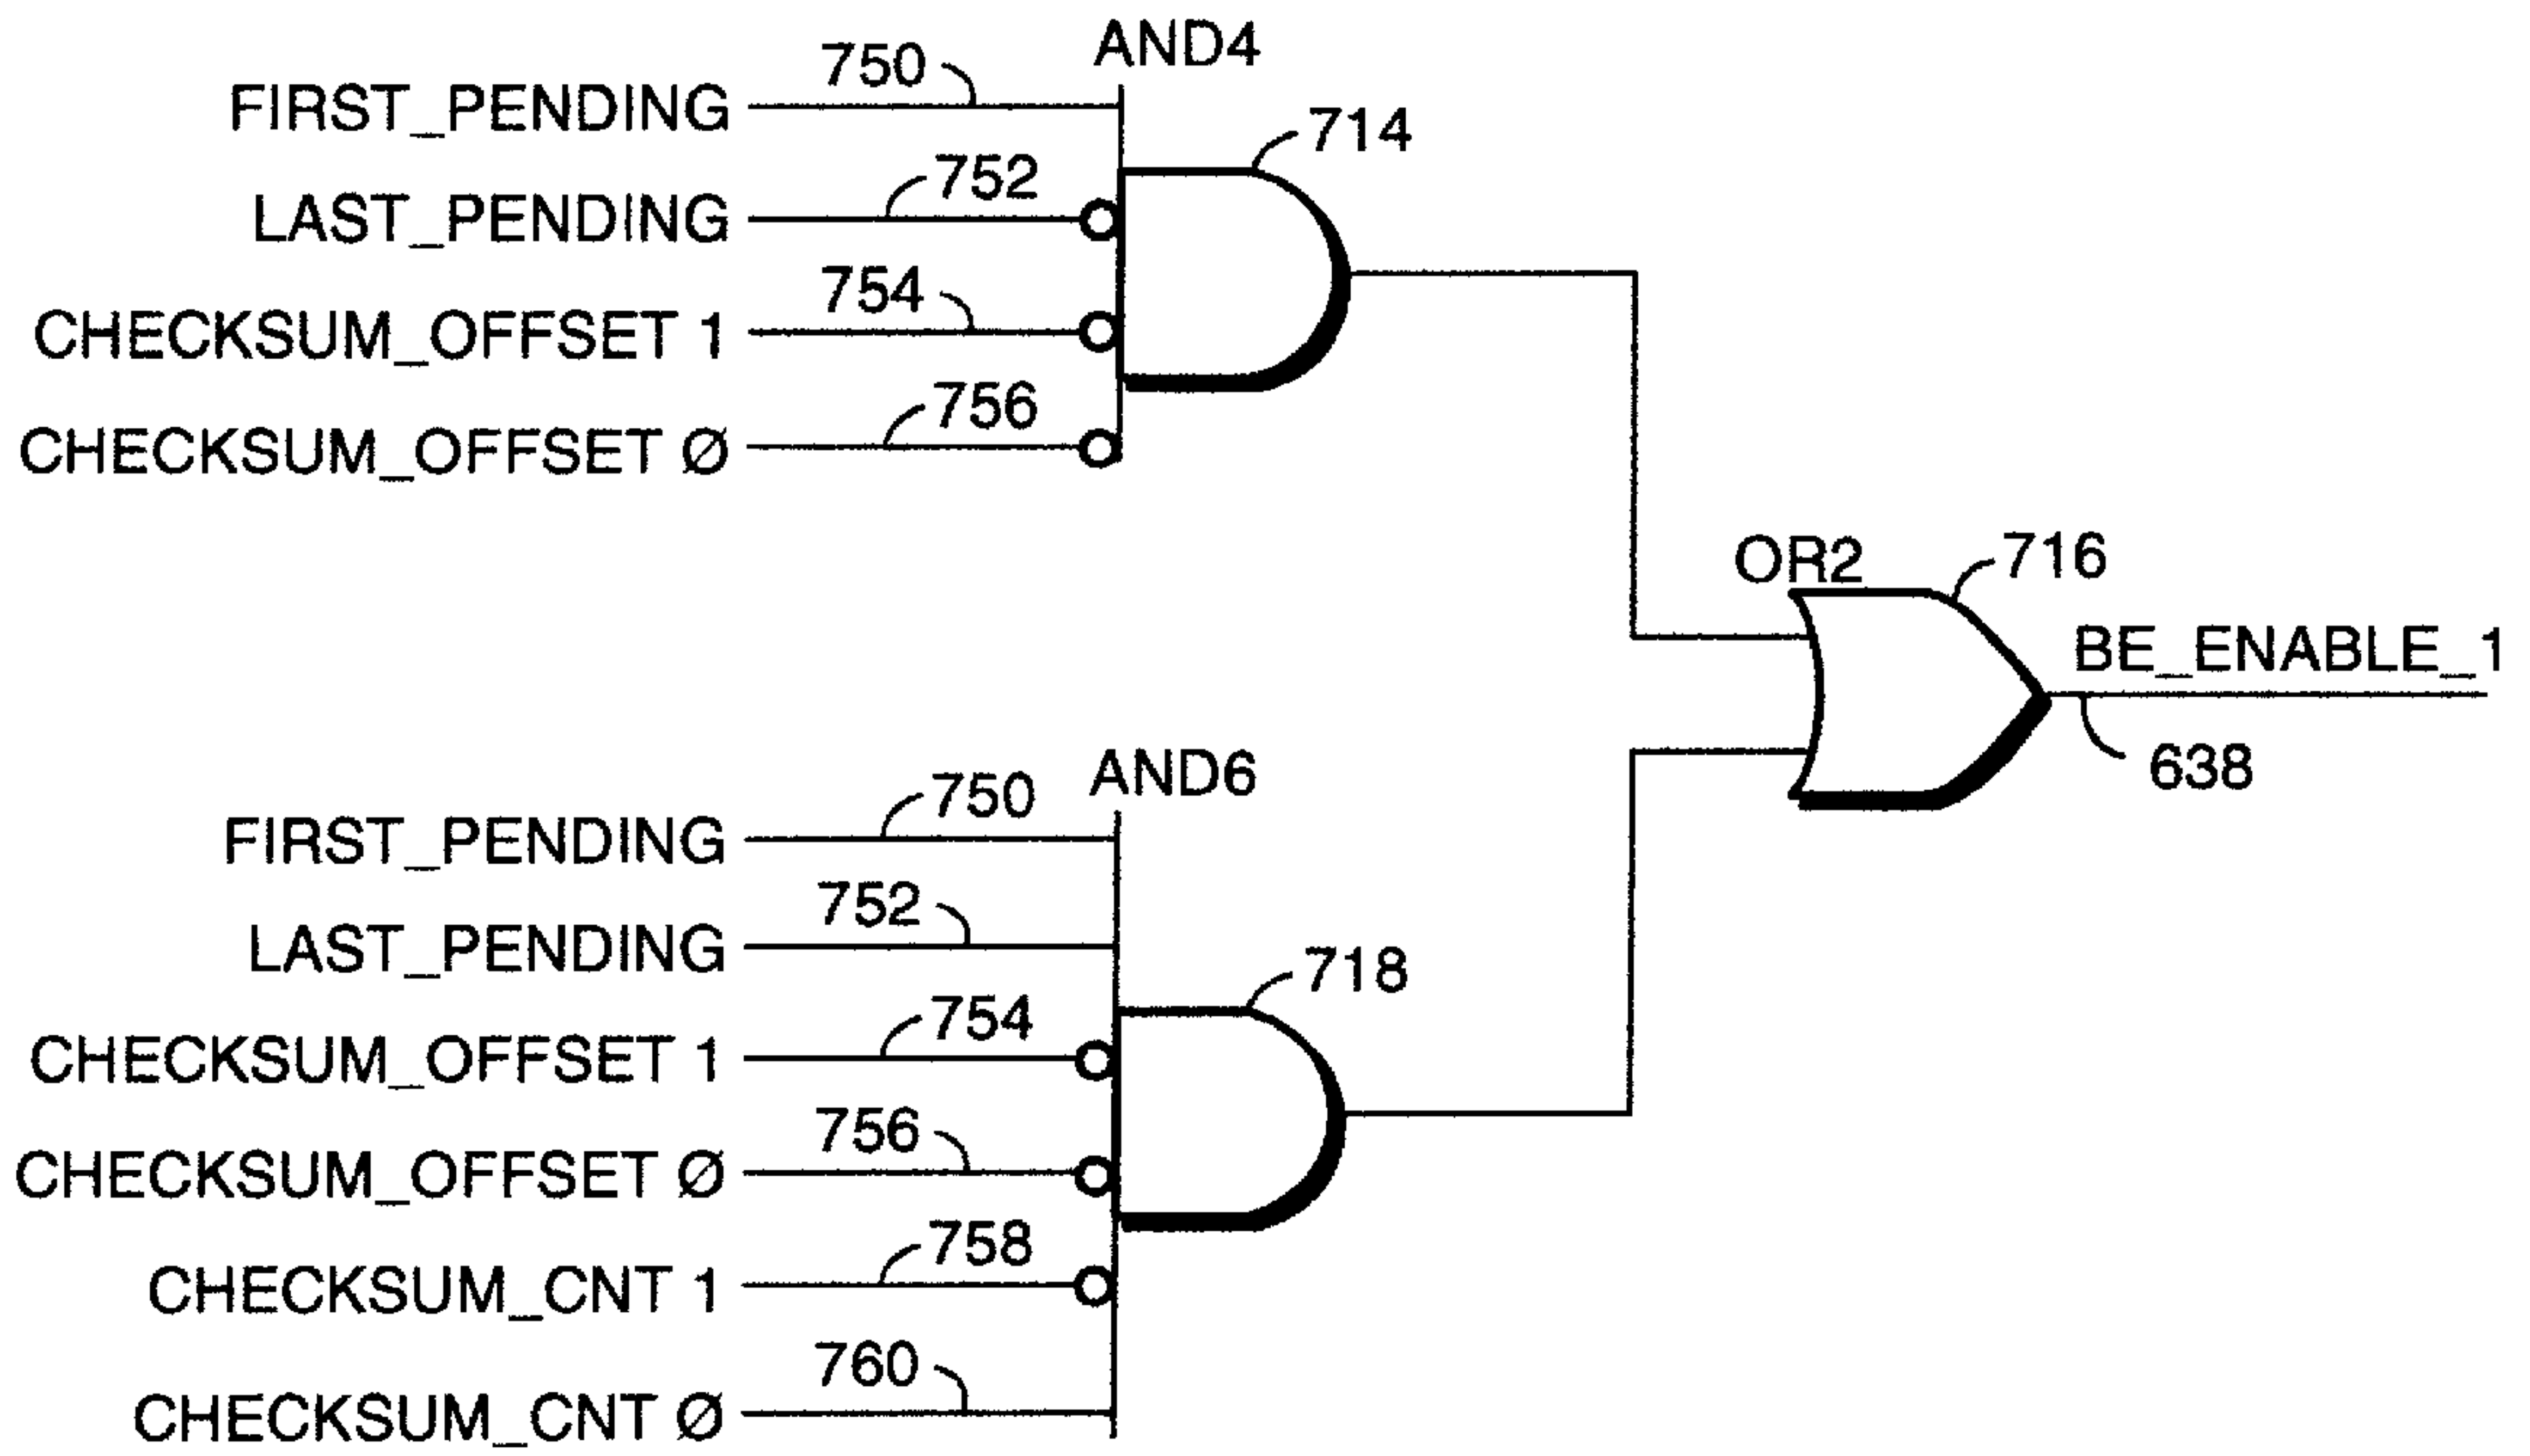 AND4
750
FIRST_PENDING
714
752
LAST_PENDING
754
CHECKSUM_OFFSET 1
756
CHECKSUM_OFFSET Ø
OR2
716
BE_ENABLE_1
638
AND6
750
FIRST_PENDING
752
LAST_PENDING
718
754
CHECKSUM_OFFSET 1
756
CHECKSUM_OFFSET Ø
758
CHECKSUM_CNT 1
760
CHECKSUM_CNT Ø